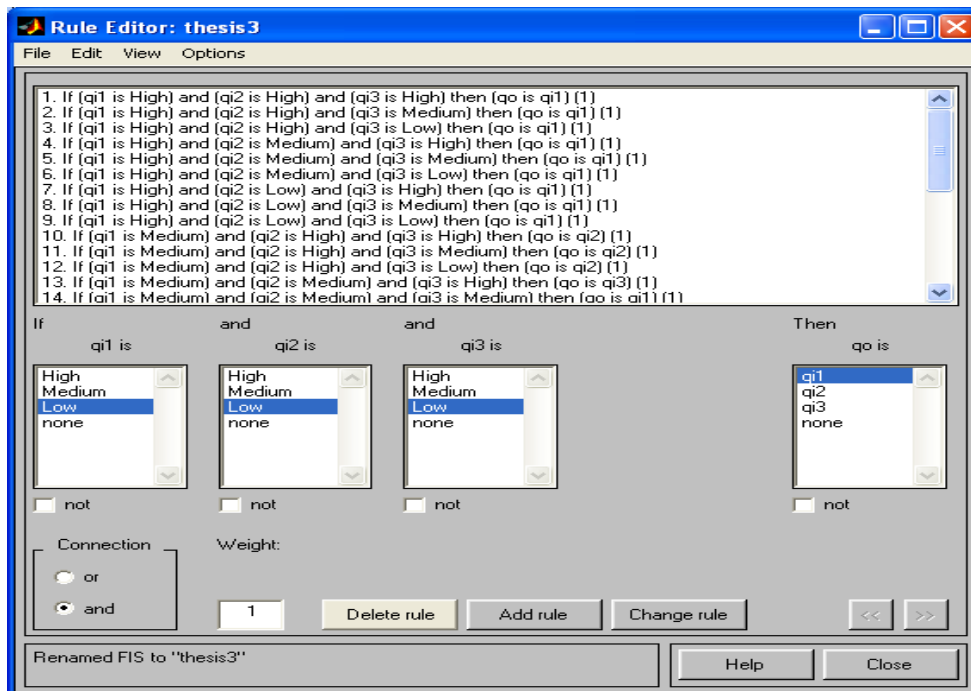 Rule Editor: thesis3
File Edit View Options
1. If (qi1 is High) and (qi2 is High) and (qi3 is High) then (qo is qi1) (1)
2. If (qi1 is High) and (qi2 is High) and (qi3 is Medium) then (qo is qi1) (1)
3. If (qi1 is High) and (qi2 is High) and (qi3 is Low) then (qo is qi1) (1)
4. If (qi1 is High) and (qi2 is Medium) and (qi3 is High) then (qo is qi1) (1)
5. If (qi1 is High) and (qi2 is Medium) and (qi3 is Medium) then (qo is qi1) (1)
6. If (qi1 is High) and (qi2 is Medium) and (qi3 is Low) then (qo is qi1) (1)
7. If (qi1 is High) and (qi2 is Low) and (qi3 is High) then (qo is qi1) (1)
8. If (qi1 is High) and (qi2 is Low) and (qi3 is Medium) then (qo is qi1) (1)
9. If (qi1 is High) and (qi2 is Low) and (qi3 is Low) then (qo is qi1) (1)
10. If (qi1 is Medium) and (qi2 is High) and (qi3 is High) then (qo is qi2) (1)
11. If (qi1 is Medium) and (qi2 is High) and (qi3 is Medium) then (qo is qi2) (1)
12. If (qi1 is Medium) and (qi2 is High) and (qi3 is Low) then (qo is qi2) (1)
13. If (qi1 is Medium) and (qi2 is Medium) and (qi3 is High) then (qo is qi3) (1)
14. If (qi1 is Medium) and (qi2 is Medium) and (qi3 is Medium) then (qo is qi1) (1)
If and and Then
qi1 is qi2 is qi3 is qo is
High High High qi1
Medium Medium Medium qi2
Low Low Low qi3
none none none none
not not not not
Connection Weight:
or
and 1 Delete rule Add rule Change rule << >>
Renamed FIS to "thesis3" Help Close